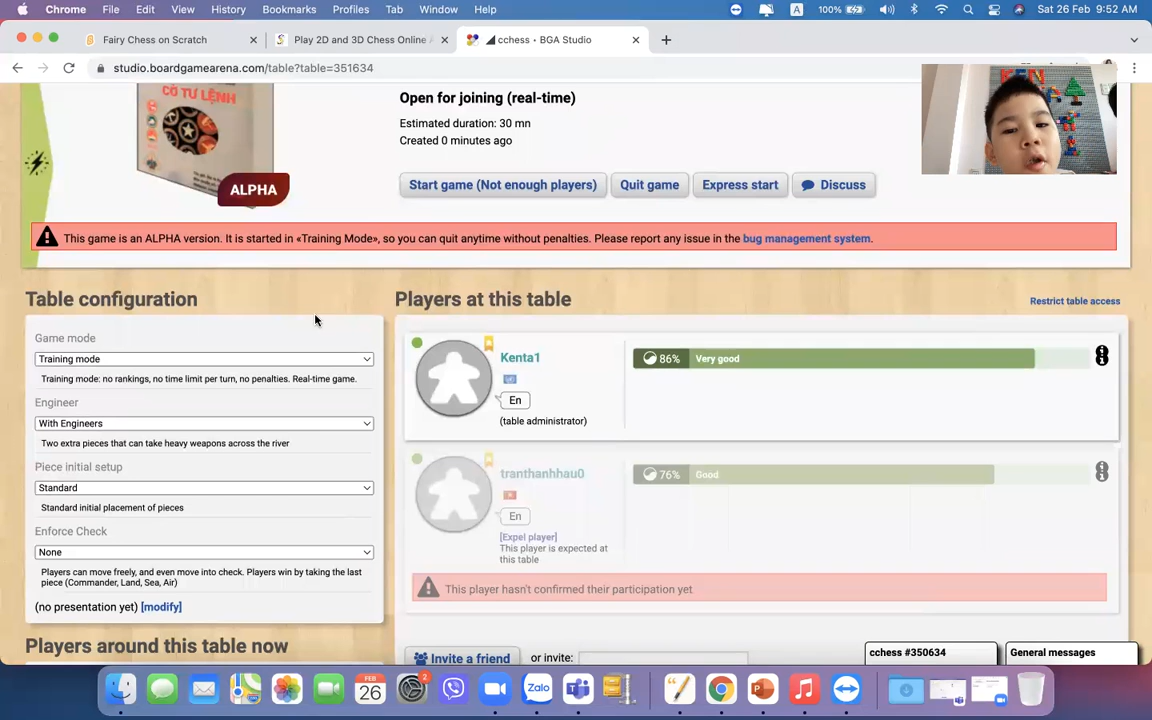 Chrome File Edit View History Bookmarks Profiles Tab Window Help
A 100% Sat 26 Feb 9:52 AM
Fairy Chess on Scratch
Play 2D and 3D Chess Online
cchess • BGA Studio
studio.boardgamearena.com/table?table=351634
CỜ TƯ LỆNH
ALPHA
Open for joining (real-time)
Estimated duration: 30 mn
Created 0 minutes ago
Start game (Not enough players)
Quit game
Express start
Discuss
This game is an ALPHA version. It is started in «Training Mode», so you can quit anytime without penalties. Please report any issue in the bug management system.
Table configuration
Game mode
Training mode
Training mode: no rankings, no time limit per turn, no penalties. Real-time game.
Engineer
With Engineers
Two extra pieces that can take heavy weapons across the river
Piece initial setup
Standard
Standard initial placement of pieces
Enforce Check
None
Players can move freely, and even move into check. Players win by taking the last
piece (Commander, Land, Sea, Air)
(no presentation yet) [modify]
Players around this table now
Players at this table
Restrict table access
Kenta1
En
(table administrator)
86% Very good
tranthanhhau0
En
[Expel player]
This player is expected at
this table
76% Good
This player hasn't confirmed their participation yet
Invite a friend
or invite:
cchess #350634
General messages
FEB
26
2
Zalo